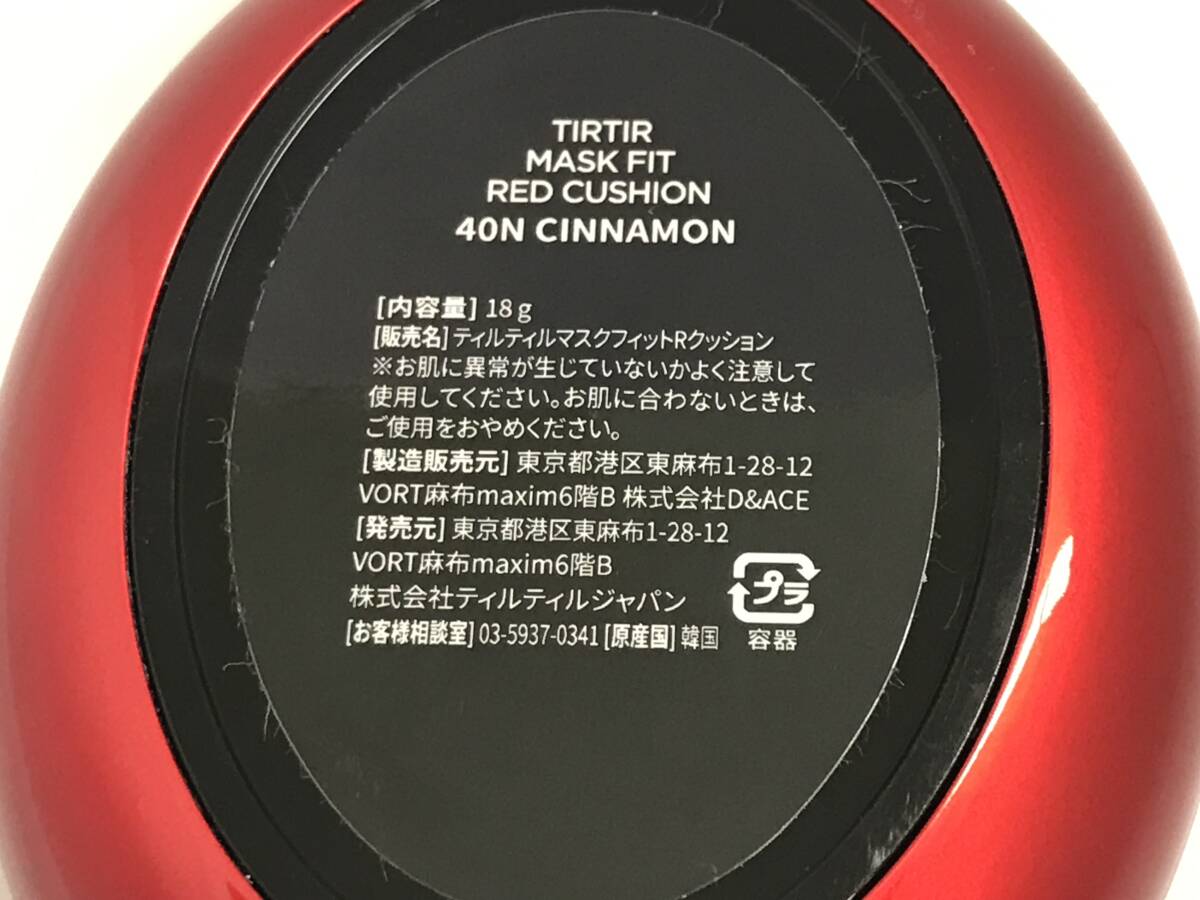 TIRTIR
MASK FIT
RED CUSHION
40N CINNAMON
[内容量] 18g
[販売名] ティルティルマスクフィットRクッション
※お肌に異常が生じていないかよく注意して
使用してください。お肌に合わないときは、
ご使用をおやめください。
[製造販売元] 東京都港区東麻布1-28-12
VORT麻布maxim6階B 株式会社D&ACE
[発売元] 東京都港区東麻布1-28-12
VORT麻布maxim6階B
株式会社ティルティルジャパン
[お客様相談室] 03-5937-0341 [原産国] 韓国
プラ
容器